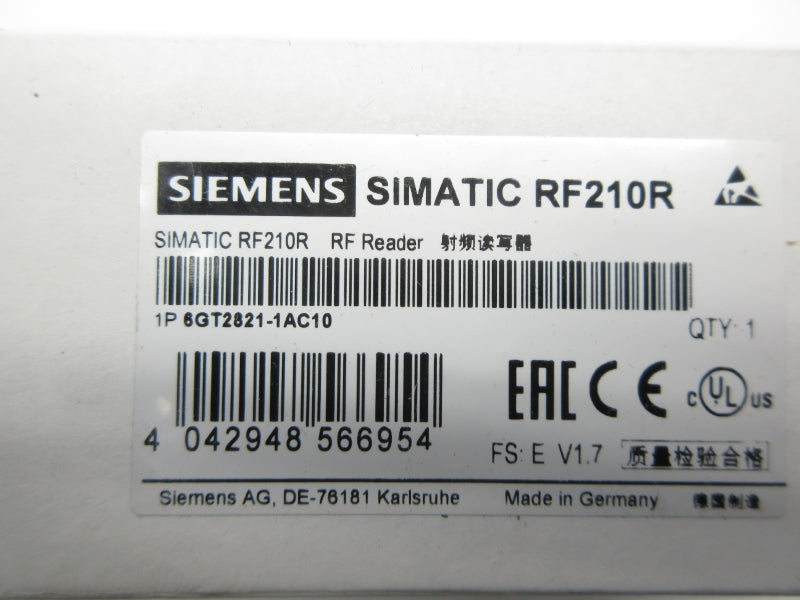 SIEMENS SIMATIC RF210R
SIMATIC RF210R RF Reader 射频读写器
1P 6GT2821-1AC10
QTY: 1
EAC CE c UL us
4 042948 566954
FS: E V1.7 质量检验合格
Siemens AG, DE-76181 Karlsruhe Made in Germany 德国制造